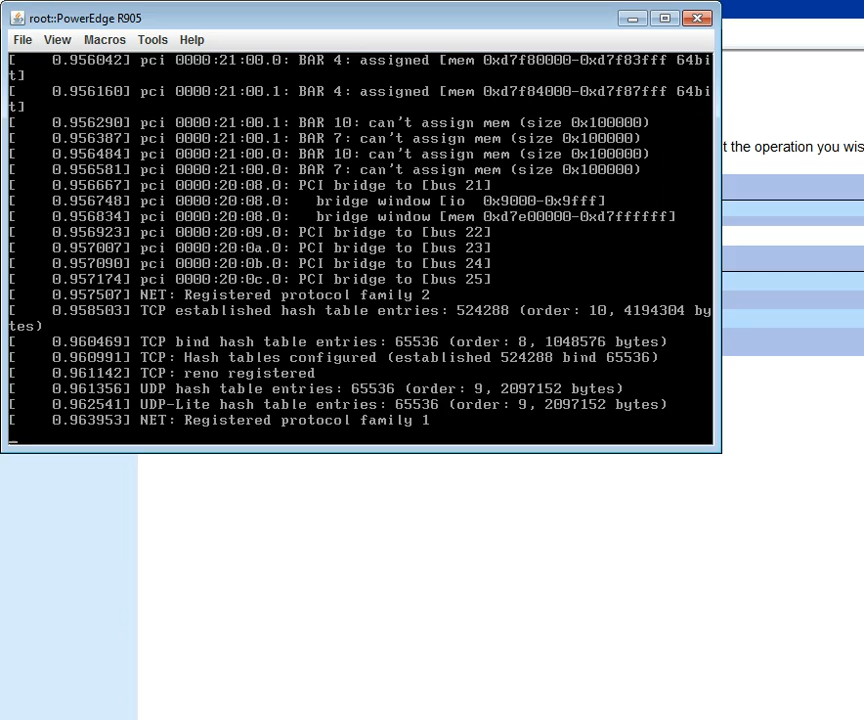 root::PowerEdge R905
File View Macros Tools Help
[    0.956042] pci 0000:21:00.0: BAR 4: assigned [mem 0xd7f80000-0xd7f83fff 64bi
t]
[    0.956160] pci 0000:21:00.1: BAR 4: assigned [mem 0xd7f84000-0xd7f87fff 64bi
t]
[    0.956290] pci 0000:21:00.1: BAR 10: can't assign mem (size 0x100000)
[    0.956387] pci 0000:21:00.1: BAR 7: can't assign mem (size 0x100000)
[    0.956484] pci 0000:21:00.0: BAR 10: can't assign mem (size 0x100000)
[    0.956581] pci 0000:21:00.0: BAR 7: can't assign mem (size 0x100000)
[    0.956667] pci 0000:20:08.0: PCI bridge to [bus 21]
[    0.956748] pci 0000:20:08.0:   bridge window [io  0x9000-0x9fff]
[    0.956834] pci 0000:20:08.0:   bridge window [mem 0xd7e00000-0xd7ffffff]
[    0.956923] pci 0000:20:09.0: PCI bridge to [bus 22]
[    0.957007] pci 0000:20:0a.0: PCI bridge to [bus 23]
[    0.957090] pci 0000:20:0b.0: PCI bridge to [bus 24]
[    0.957174] pci 0000:20:0c.0: PCI bridge to [bus 25]
[    0.957507] NET: Registered protocol family 2
[    0.958503] TCP established hash table entries: 524288 (order: 10, 4194304 by
tes)
[    0.960469] TCP bind hash table entries: 65536 (order: 8, 1048576 bytes)
[    0.960991] TCP: Hash tables configured (established 524288 bind 65536)
[    0.961142] TCP: reno registered
[    0.961356] UDP hash table entries: 65536 (order: 9, 2097152 bytes)
[    0.962541] UDP-Lite hash table entries: 65536 (order: 9, 2097152 bytes)
[    0.963953] NET: Registered protocol family 1
t the operation you wis